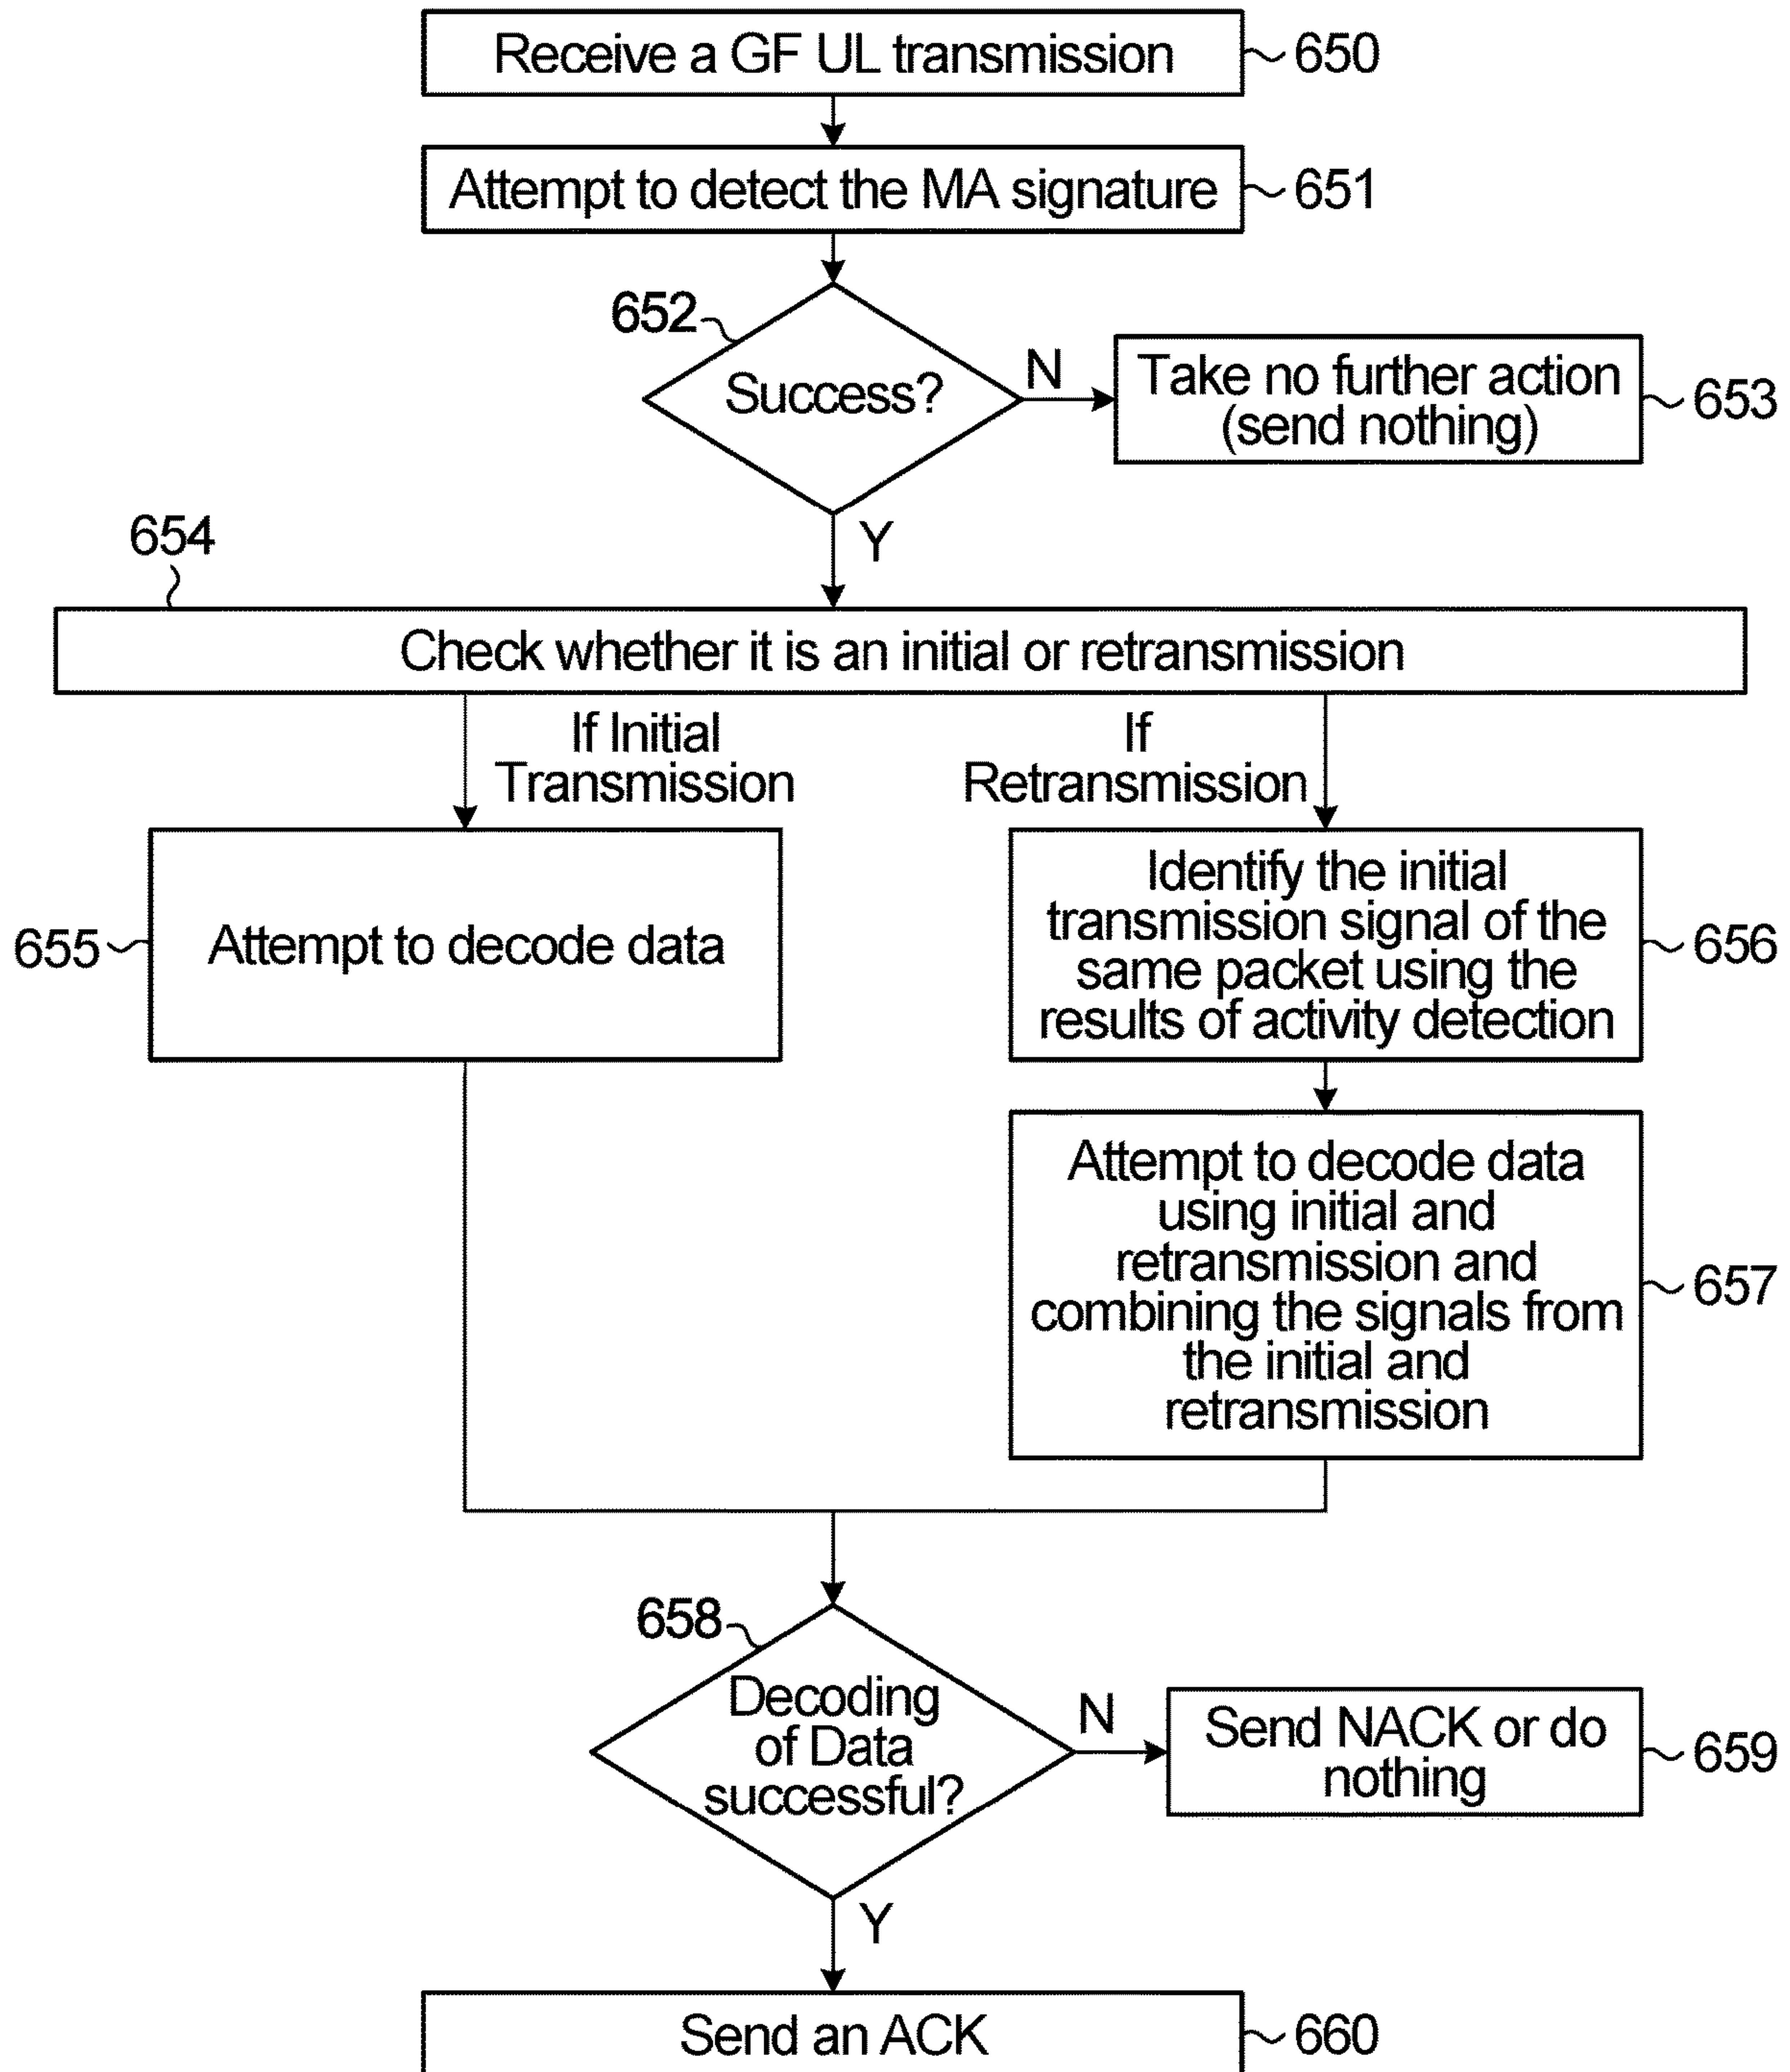 Receive a GF UL transmission
650
Attempt to detect the MA signature
651
652
Success?
N
Take no further action
(send nothing)
653
Y
654
Check whether it is an initial or retransmission
If Initial
Transmission
If
Retransmission
655
Attempt to decode data
Identify the initial
transmission signal of the
same packet using the
results of activity detection
656
Attempt to decode data
using initial and
retransmission and
combining the signals from
the initial and
retransmission
657
658
Decoding
of Data
successful?
N
Send NACK or do
nothing
659
Y
Send an ACK
660